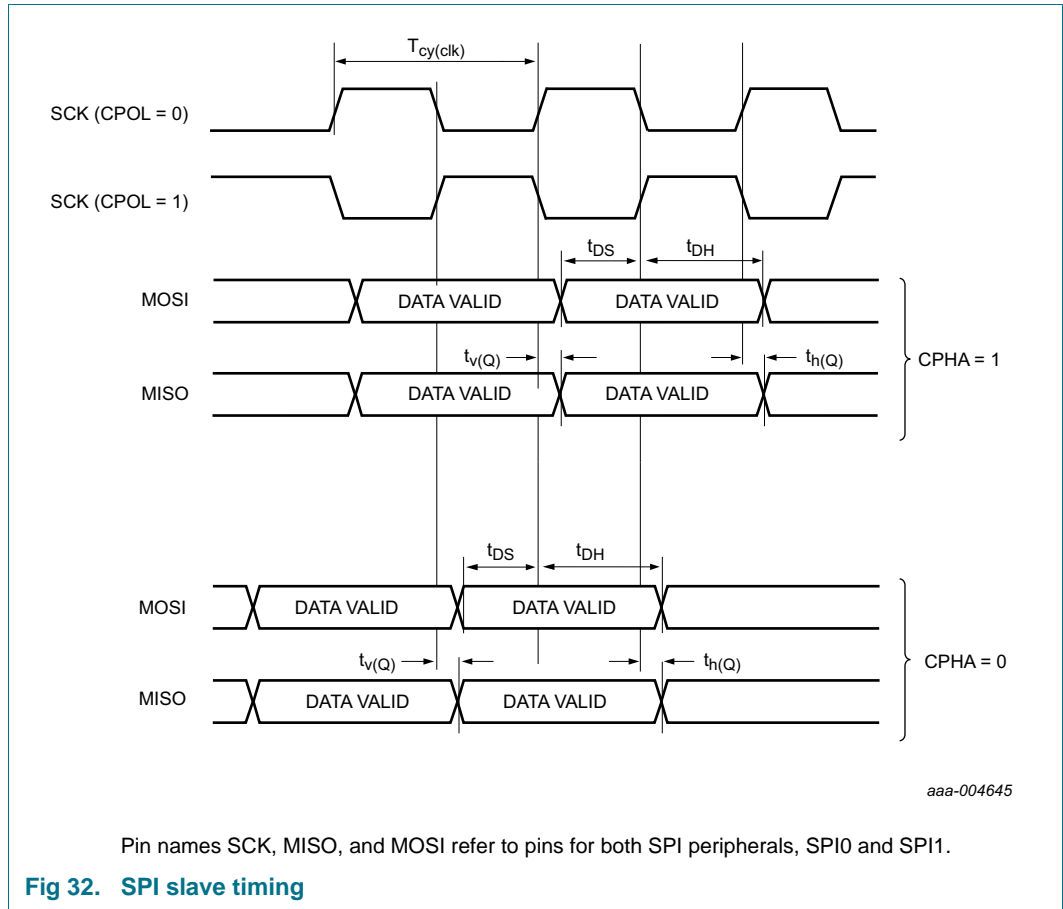 T_cy(clk)
SCK (CPOL = 0)
SCK (CPOL = 1)
t_DS t_DH
MOSI DATA VALID DATA VALID
t_v(Q) t_h(Q)
CPHA = 1
MISO DATA VALID DATA VALID
t_DS t_DH
MOSI DATA VALID DATA VALID
t_v(Q) t_h(Q)
CPHA = 0
MISO DATA VALID DATA VALID
aaa-004645
Pin names SCK, MISO, and MOSI refer to pins for both SPI peripherals, SPI0 and SPI1.
Fig 32. SPI slave timing